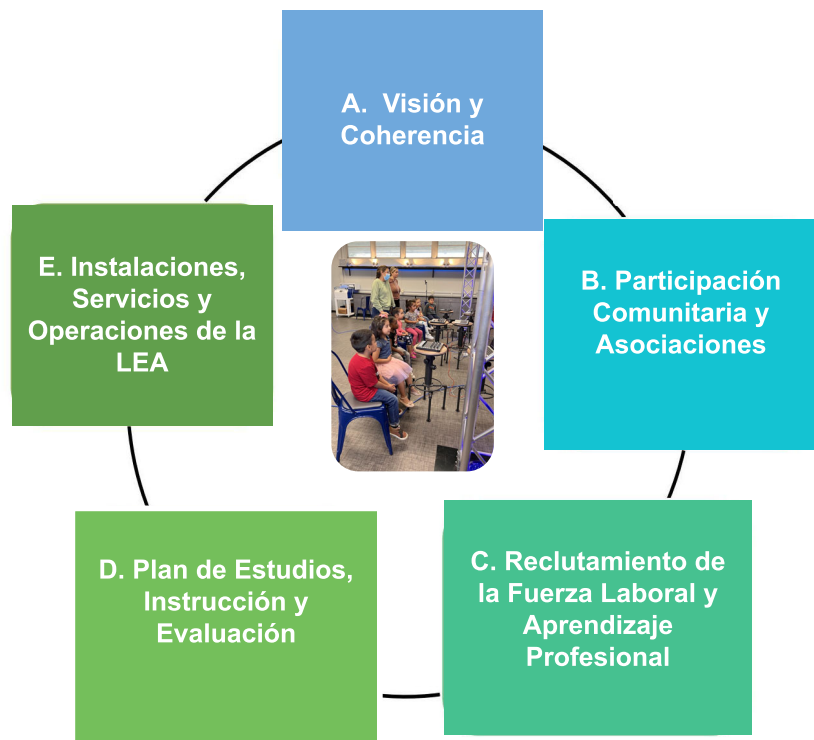 A. Visión y
Coherencia
B. Participación
Comunitaria y
Asociaciones
C. Reclutamiento de
la Fuerza Laboral y
Aprendizaje
Profesional
D. Plan de Estudios,
Instrucción y
Evaluación
E. Instalaciones,
Servicios y
Operaciones de la
LEA